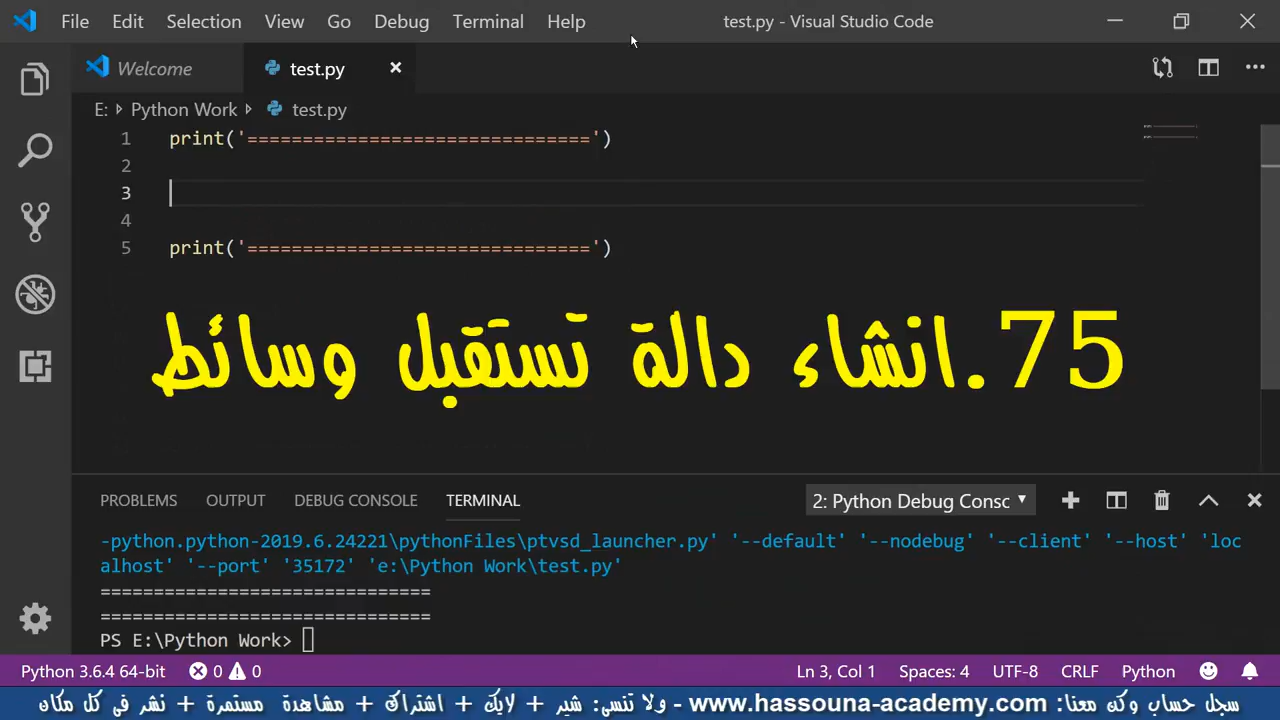 File Edit Selection View Go Debug Terminal Help test.py - Visual Studio Code
Welcome test.py
E: Python Work test.py
1 print('==============================')
2
3
4
5 print('==============================')
75.انشاء دالة تستقبل وسائط
PROBLEMS OUTPUT DEBUG CONSOLE TERMINAL 2: Python Debug Consc
-python.python-2019.6.24221\pythonFiles\ptvsd_launcher.py' '--default' '--nodebug' '--client' '--host' 'loc
alhost' '--port' '35172' 'e:\Python Work\test.py'
==============================
==============================
PS E:\Python Work>
Python 3.6.4 64-bit 0 0 Ln 3, Col 1 Spaces: 4 UTF-8 CRLF Python
سجل حساب وكن معنا: www.hassouna-academy.com - ولا تنسى: شير + لايك + اشتراك + مشاهدة مستمرة + نشر فى كل مكان